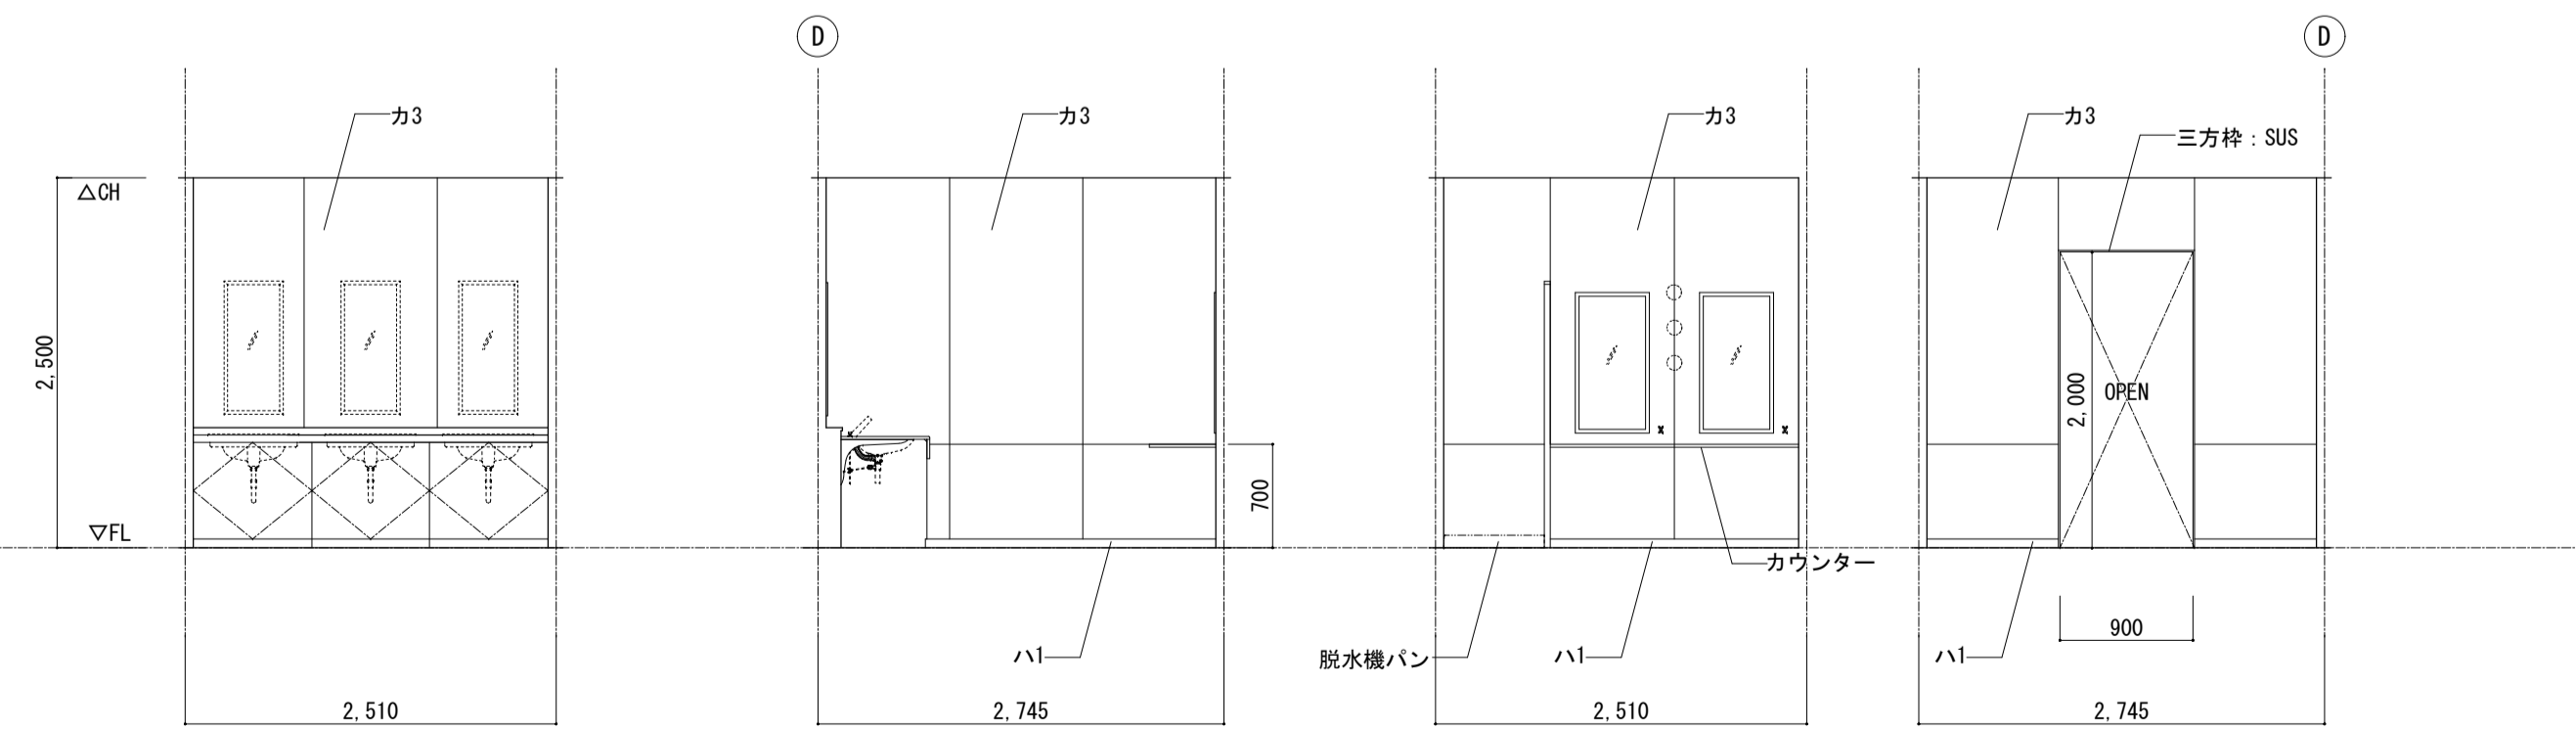 D
D
カ3
カ3
カ3
カ3
三方枠：SUS
△CH
2,500
▽FL
700
2,000
OPEN
カウンター
900
ハ1
脱水機パン
ハ1
ハ1
2,510
2,745
2,510
2,745